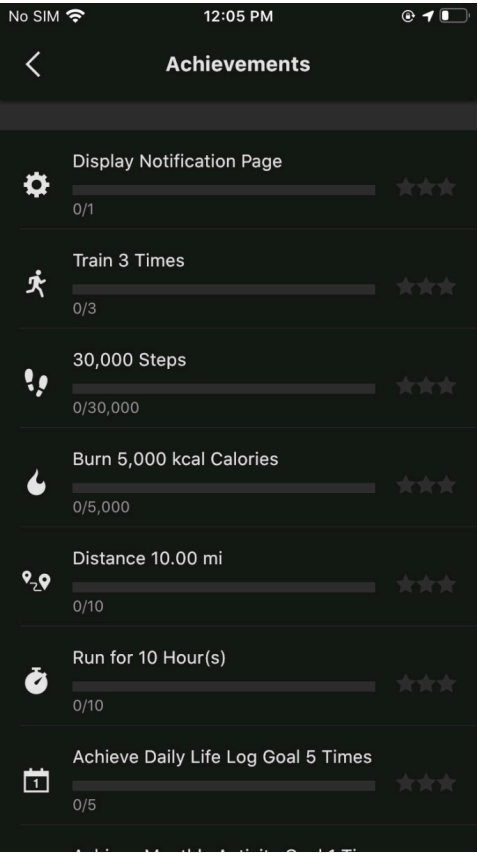 No SIM 12:05 PM
Achievements
Display Notification Page
0/1
Train 3 Times
0/3
30,000 Steps
0/30,000
Burn 5,000 kcal Calories
0/5,000
Distance 10.00 mi
0/10
Run for 10 Hour(s)
0/10
1
Achieve Daily Life Log Goal 5 Times
0/5